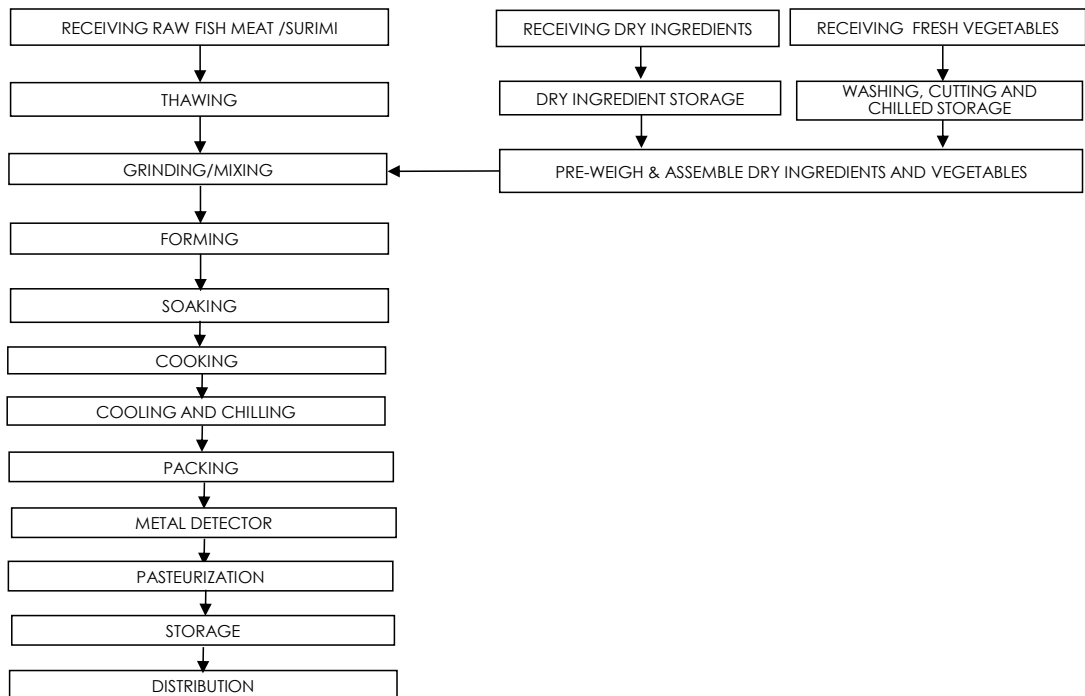 RECEIVING RAW FISH MEAT /SURIMI
RECEIVING DRY INGREDIENTS
RECEIVING FRESH VEGETABLES
THAWING
DRY INGREDIENT STORAGE
WASHING, CUTTING AND
CHILLED STORAGE
GRINDING/MIXING
PRE-WEIGH & ASSEMBLE DRY INGREDIENTS AND VEGETABLES
FORMING
SOAKING
COOKING
COOLING AND CHILLING
PACKING
METAL DETECTOR
PASTEURIZATION
STORAGE
DISTRIBUTION